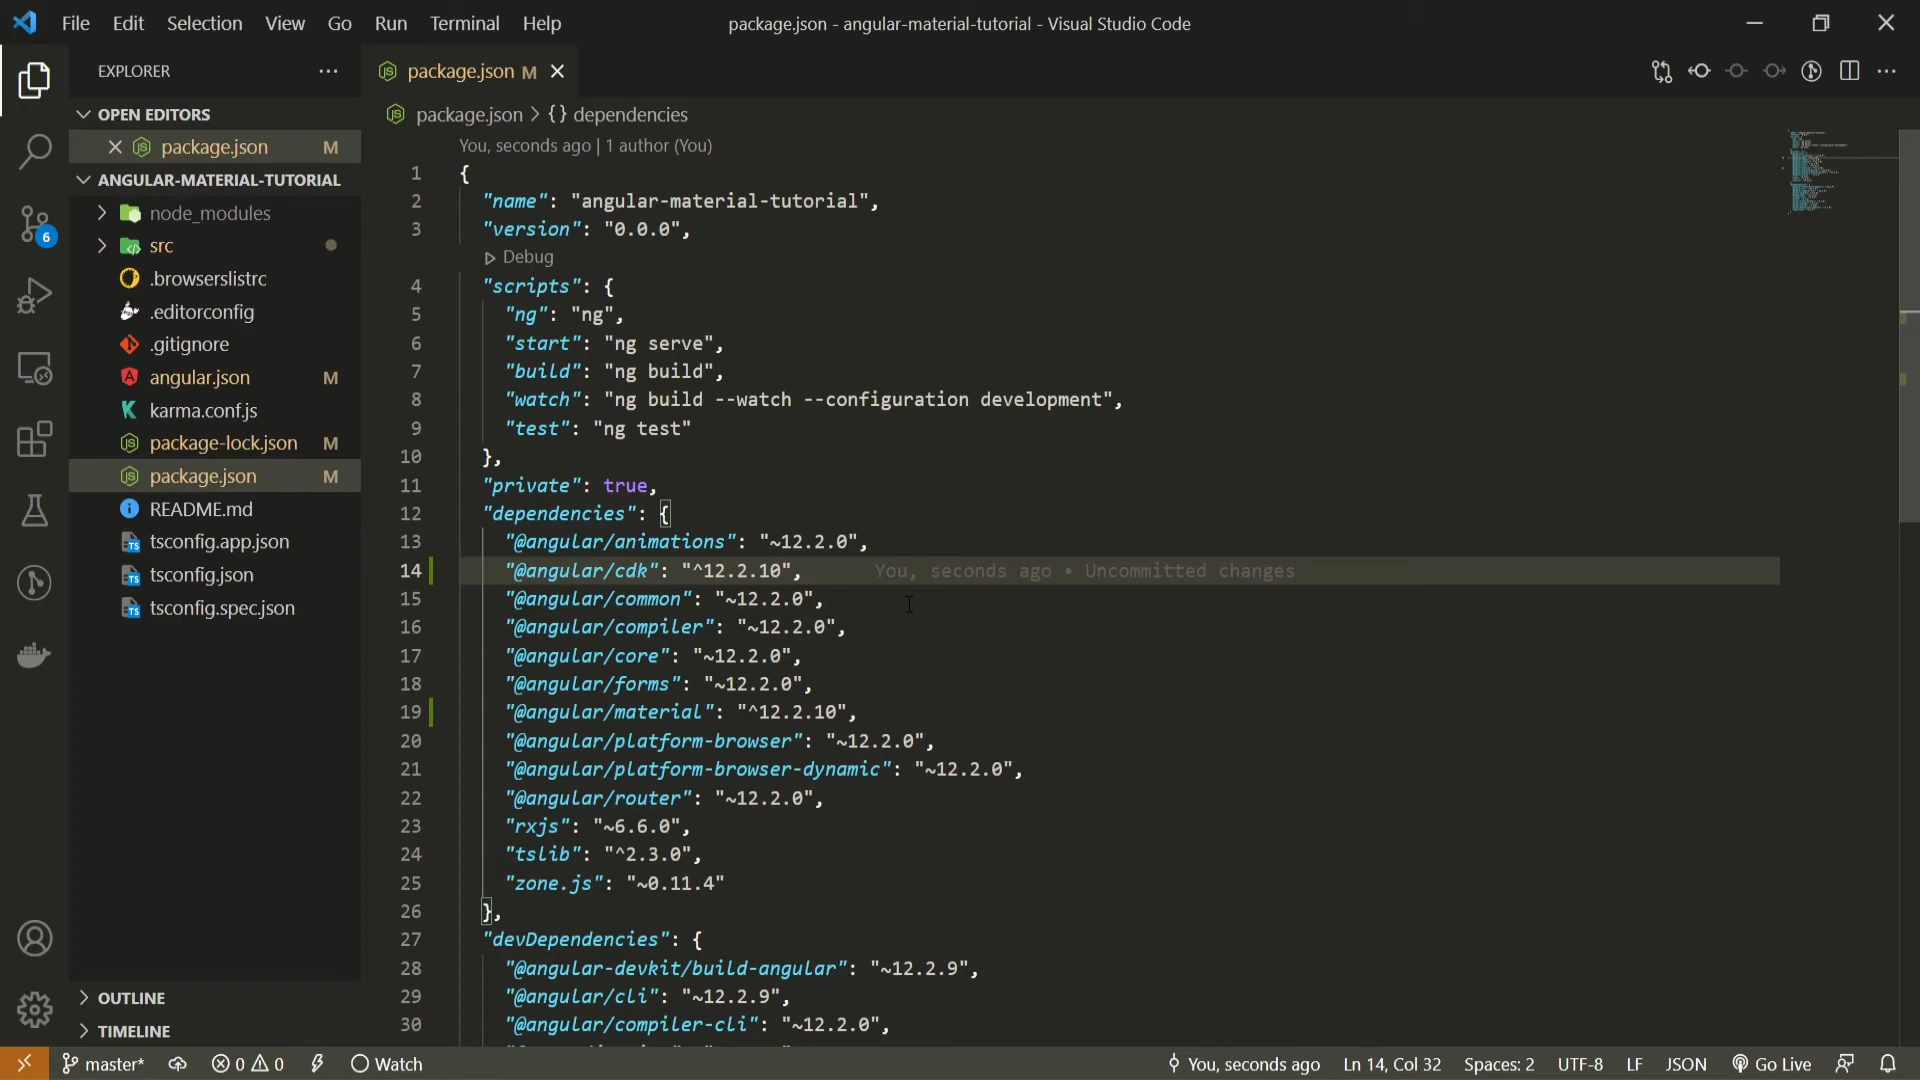 File Edit Selection View Go Run Terminal Help
package.json - angular-material-tutorial - Visual Studio Code
EXPLORER
package.json M
OPEN EDITORS
package.json M
ANGULAR-MATERIAL-TUTORIAL
node_modules
src
.browserslistrc
.editorconfig
.gitignore
angular.json M
karma.conf.js
package-lock.json M
package.json M
README.md
tsconfig.app.json
tsconfig.json
tsconfig.spec.json
OUTLINE
TIMELINE
6
package.json > {} dependencies
You, seconds ago | 1 author (You)
1 {
2 "name": "angular-material-tutorial",
3 "version": "0.0.0",
Debug
4 "scripts": {
5 "ng": "ng",
6 "start": "ng serve",
7 "build": "ng build",
8 "watch": "ng build --watch --configuration development",
9 "test": "ng test"
10 },
11 "private": true,
12 "dependencies": {
13 "@angular/animations": "~12.2.0",
14 "@angular/cdk": "^12.2.10", You, seconds ago • Uncommitted changes
15 "@angular/common": "~12.2.0",
16 "@angular/compiler": "~12.2.0",
17 "@angular/core": "~12.2.0",
18 "@angular/forms": "~12.2.0",
19 "@angular/material": "^12.2.10",
20 "@angular/platform-browser": "~12.2.0",
21 "@angular/platform-browser-dynamic": "~12.2.0",
22 "@angular/router": "~12.2.0",
23 "rxjs": "~6.6.0",
24 "tslib": "^2.3.0",
25 "zone.js": "~0.11.4"
26 },
27 "devDependencies": {
28 "@angular-devkit/build-angular": "~12.2.9",
29 "@angular/cli": "~12.2.9",
30 "@angular/compiler-cli": "~12.2.0",
master* 0 0 Watch You, seconds ago Ln 14, Col 32 Spaces: 2 UTF-8 LF JSON Go Live